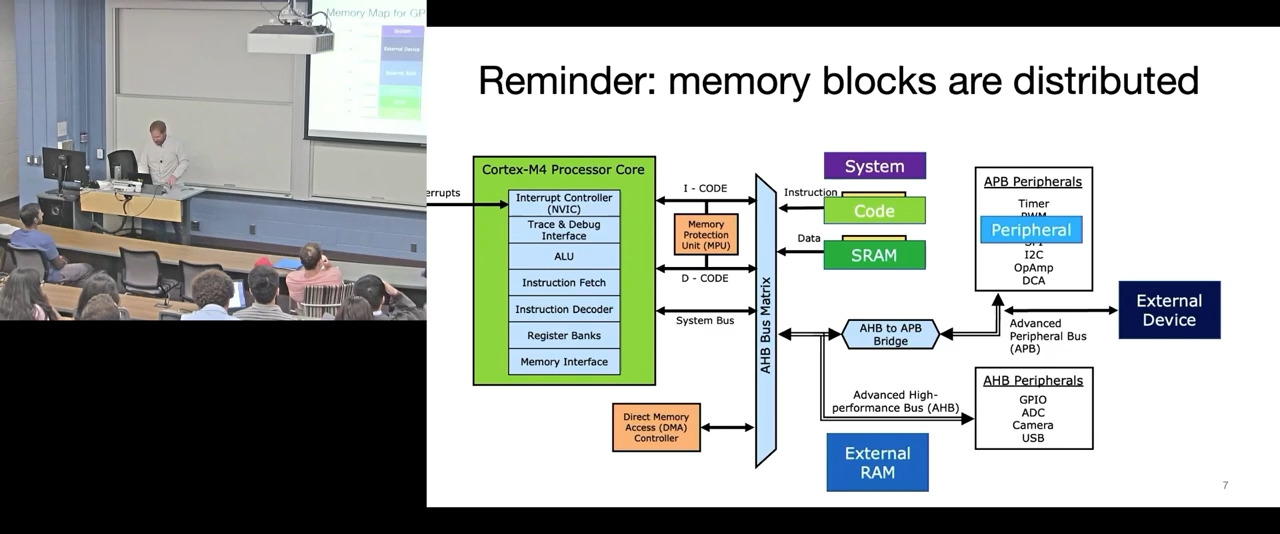 Memory Map for GP
System
External Device
Reminder: memory blocks are distributed
Cortex-M4 Processor Core
errupts
Interrupt Controller
(NVIC)
Trace & Debug
Interface
ALU
Instruction Fetch
Instruction Decoder
Register Banks
Memory Interface
I - CODE
Memory
Protection
Unit (MPU)
D - CODE
System Bus
Direct Memory
Access (DMA)
Controller
AHB Bus Matrix
Instruction
Data
System
Code
SRAM
AHB to APB
Bridge
Advanced High-
performance Bus (AHB)
External
RAM
APB Peripherals
Timer
Peripheral
I2C
OpAmp
DCA
Advanced
Peripheral Bus
(APB)
External
Device
AHB Peripherals
GPIO
ADC
Camera
USB
7